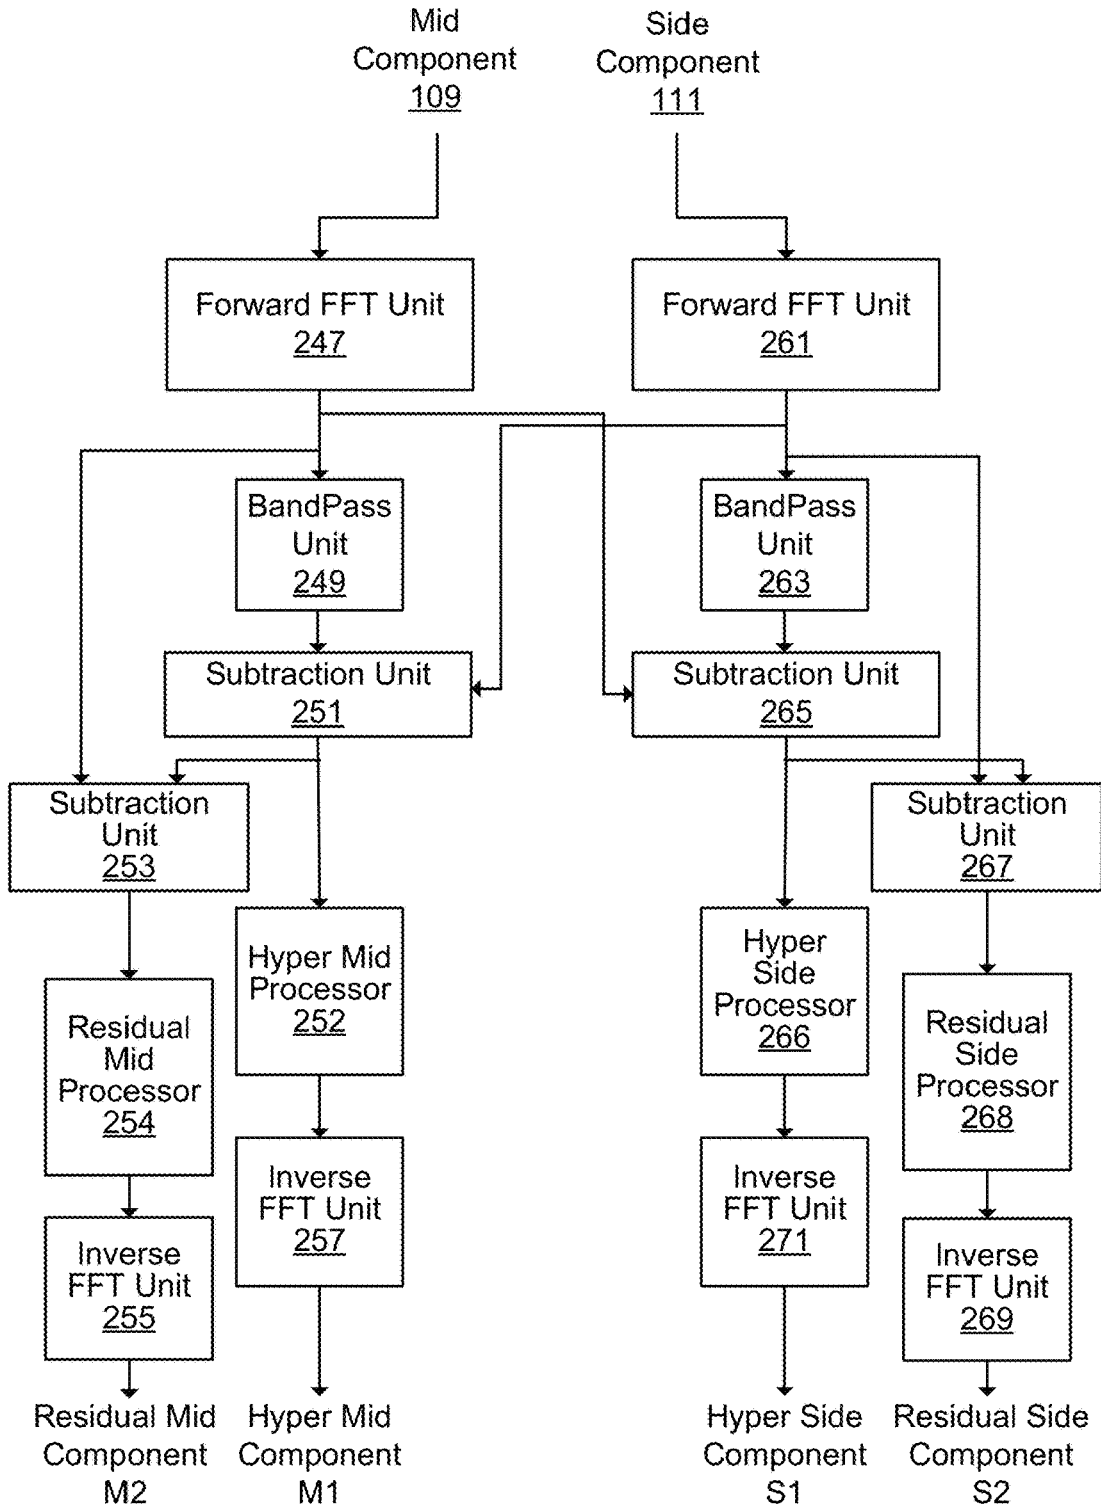 Mid
Component
109
Side
Component
111
Forward FFT Unit
247
Forward FFT Unit
261
BandPass
Unit
249
BandPass
Unit
263
Subtraction Unit
251
Subtraction Unit
265
Subtraction
Unit
253
Subtraction
Unit
267
Hyper Mid
Processor
252
Hyper
Side
Processor
266
Residual
Mid
Processor
254
Residual
Side
Processor
268
Inverse
FFT Unit
257
Inverse
FFT Unit
271
Inverse
FFT Unit
255
Inverse
FFT Unit
269
Residual Mid
Component
M2
Hyper Mid
Component
M1
Hyper Side
Component
S1
Residual Side
Component
S2